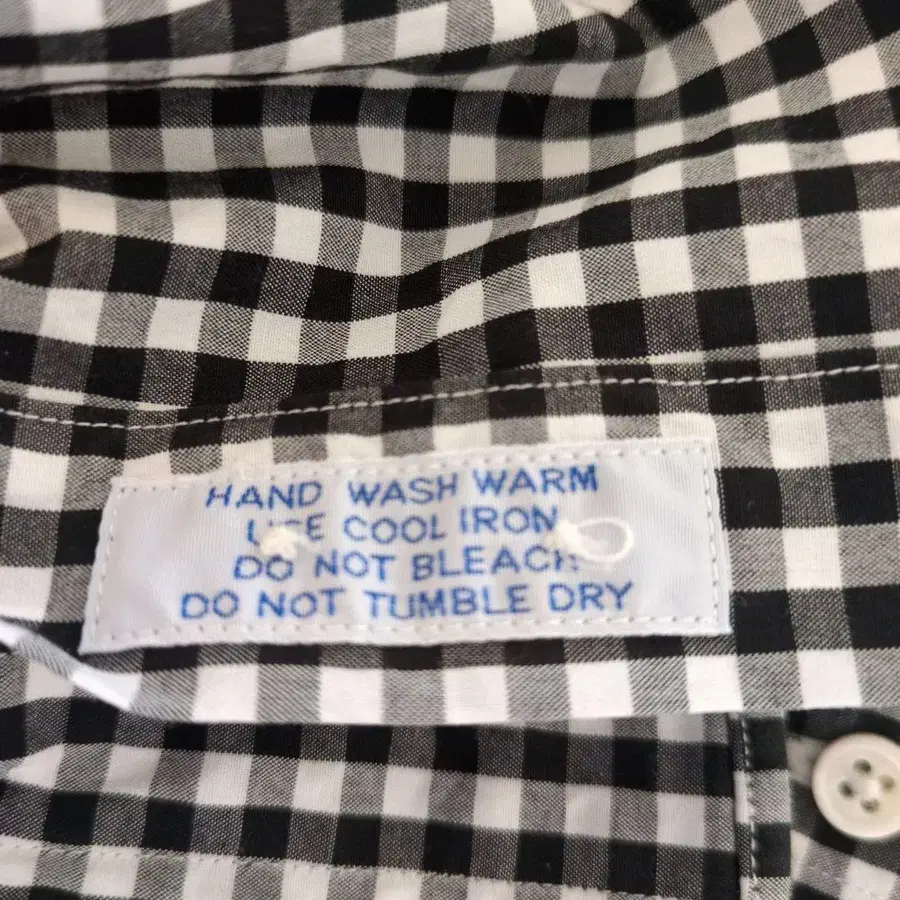 HAND WASH WARM
USE COOL IRON
DO NOT BLEACH
DO NOT TUMBLE DRY